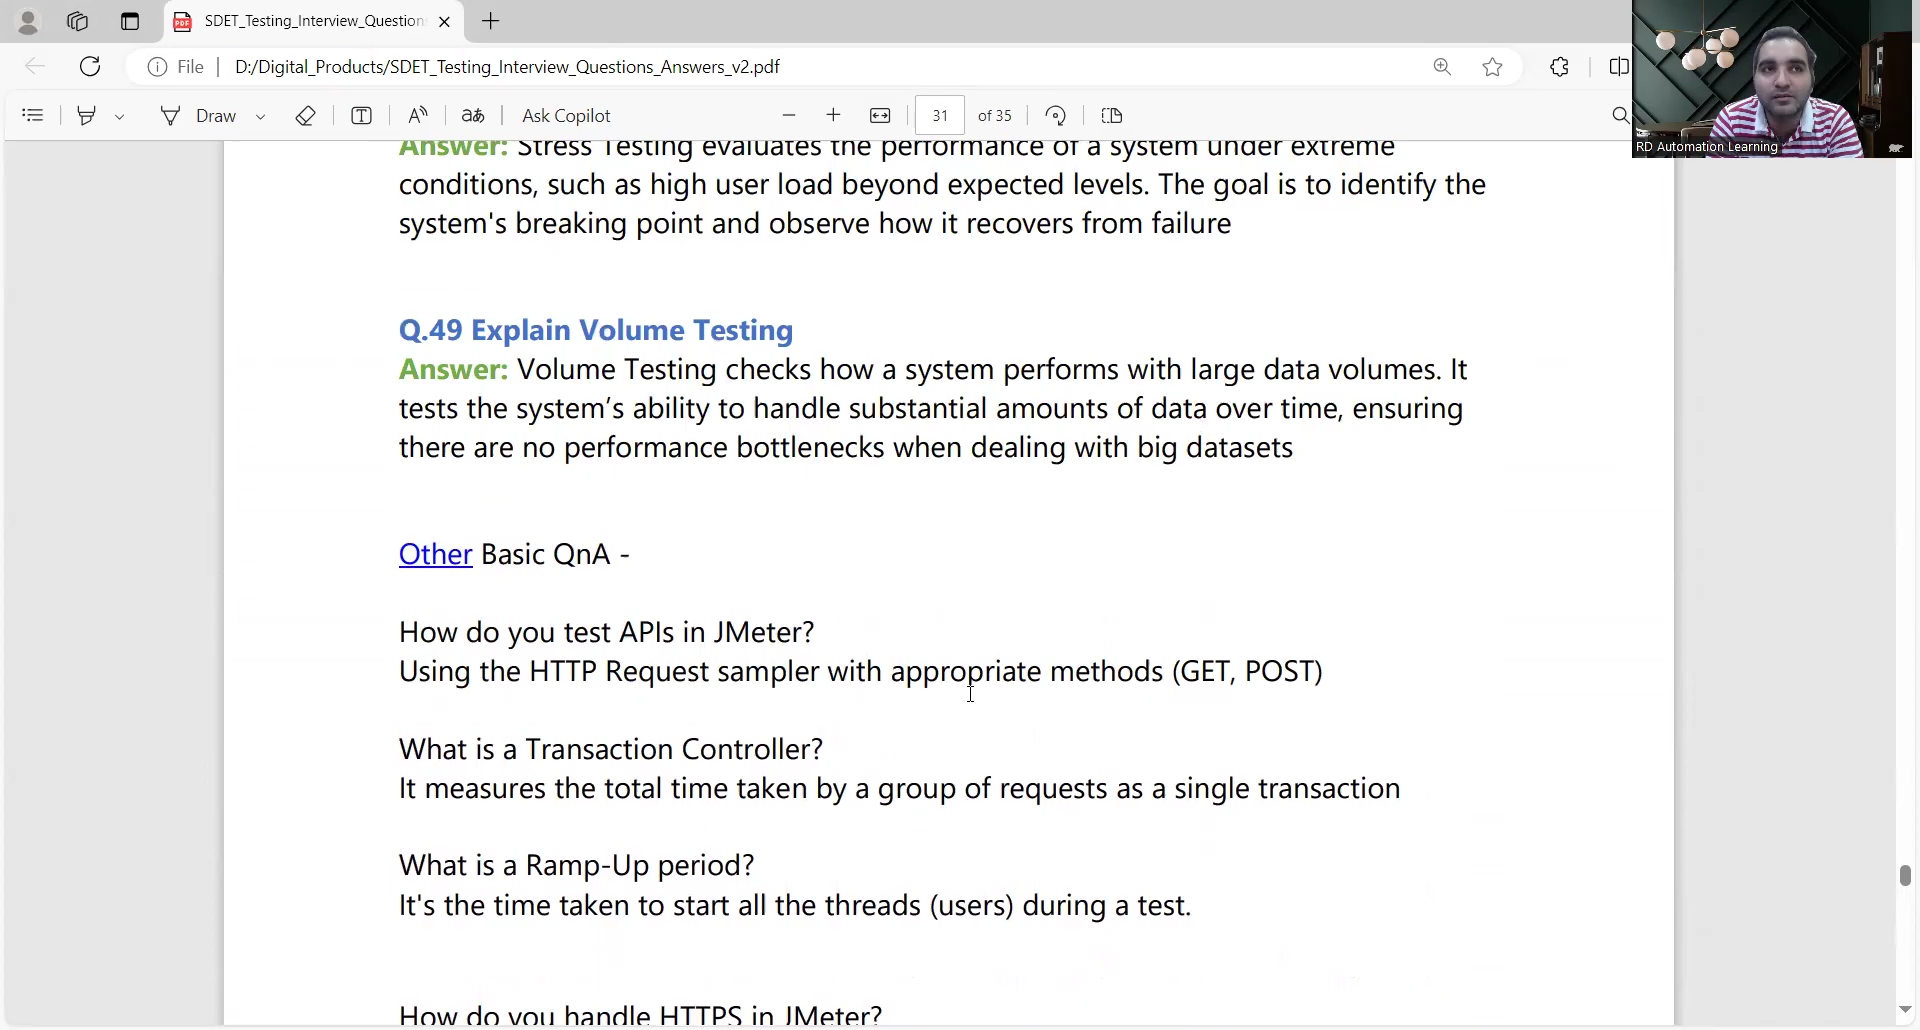 SDET_Testing_Interview_Question
File
D:/Digital_Products/SDET_Testing_Interview_Questions_Answers_v2.pdf
Draw
aあ
Ask Copilot
31 of 35
RD Automation Learning
Answer: Stress Testing evaluates the performance of a system under extreme
conditions, such as high user load beyond expected levels. The goal is to identify the
system's breaking point and observe how it recovers from failure
Q.49 Explain Volume Testing
Answer: Volume Testing checks how a system performs with large data volumes. It
tests the system’s ability to handle substantial amounts of data over time, ensuring
there are no performance bottlenecks when dealing with big datasets
Other Basic QnA -
How do you test APIs in JMeter?
Using the HTTP Request sampler with appropriate methods (GET, POST)
What is a Transaction Controller?
It measures the total time taken by a group of requests as a single transaction
What is a Ramp-Up period?
It's the time taken to start all the threads (users) during a test.
How do you handle HTTPS in JMeter?